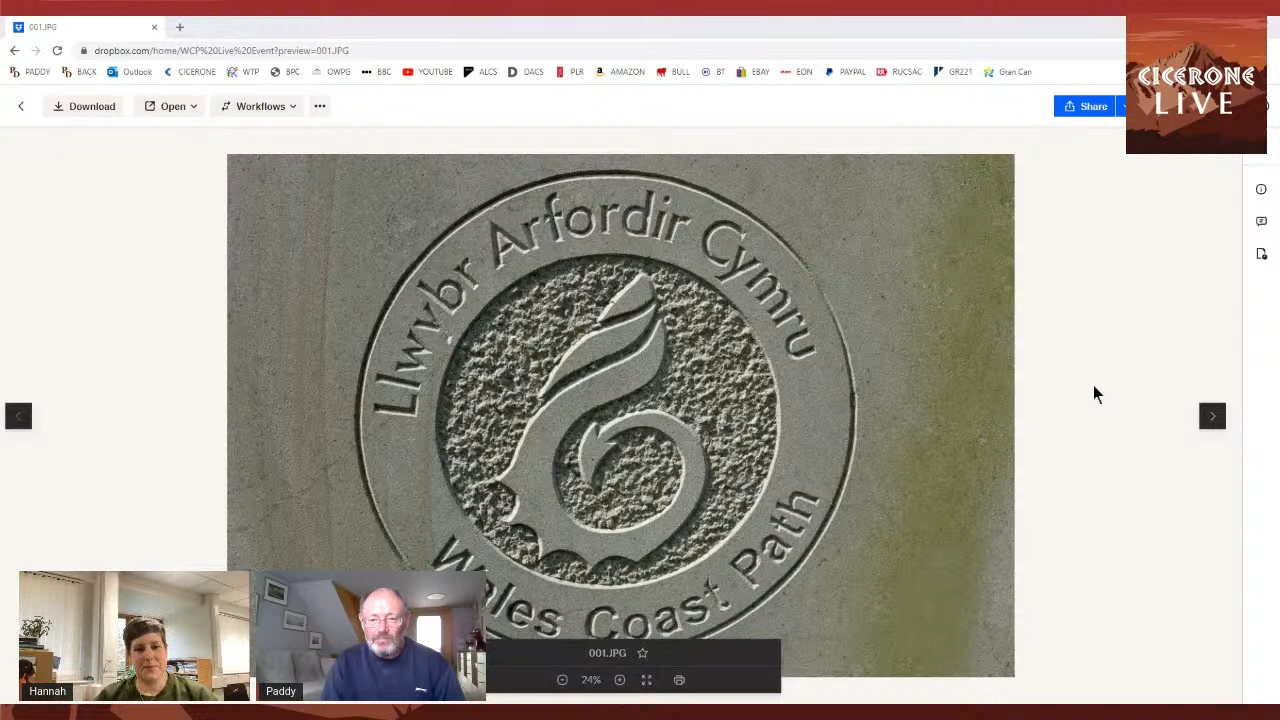 001.JPG
dropbox.com/home/WCP%20Live%20Event?preview=001.JPG
PADDY BACK Outlook CICERONE WTP BPC OWPG BBC YOUTUBE ALCS DACS PLR AMAZON BULL BT EBAY EON PAYPAL RUCSAC GR221 Gran Can
CICERONE
LIVE
Download Open Workflows Share
Llwybr Arfordir Cymru
Wales Coast Path
001.JPG
24%
Hannah
Paddy